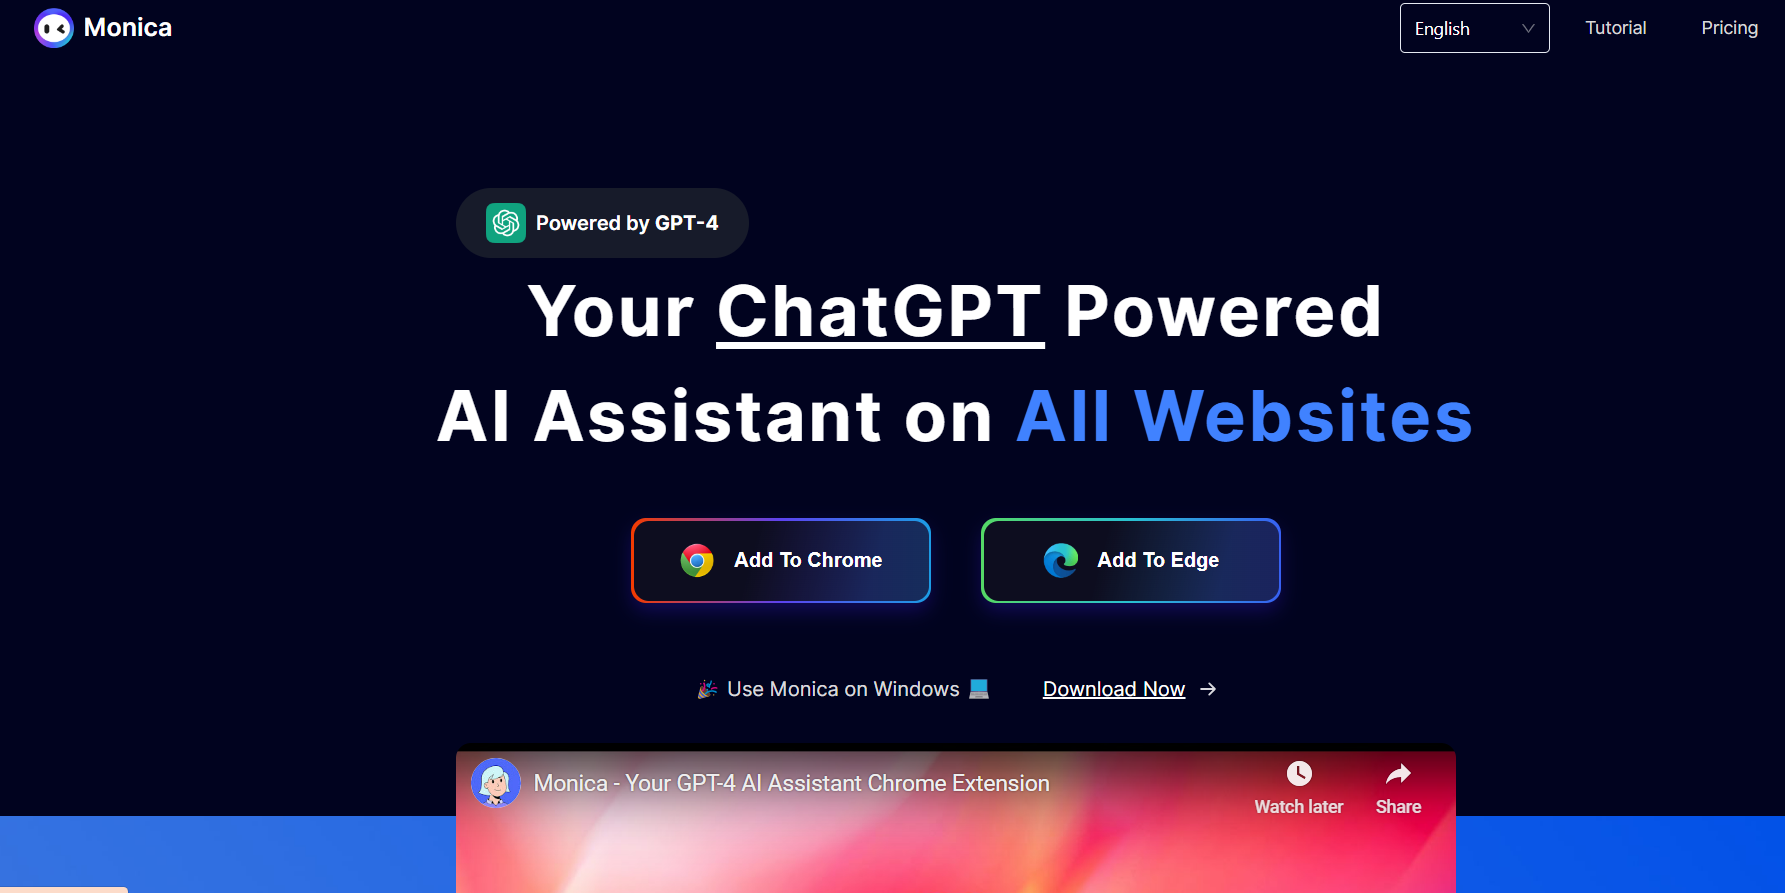 Monica
English
Tutorial
Pricing
Powered by GPT-4
Your ChatGPT Powered
AI Assistant on All Websites
Add To Chrome
Add To Edge
🎉 Use Monica on Windows 💻
Download Now →
Monica - Your GPT-4 AI Assistant Chrome Extension
Watch later
Share